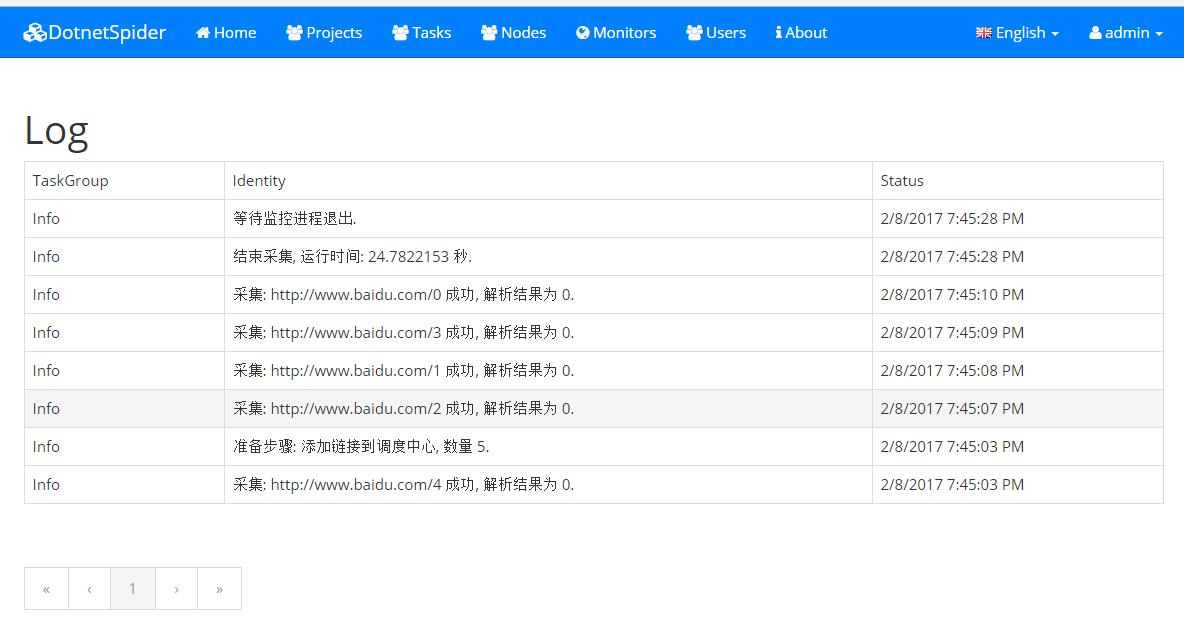 DotnetSpider Home Projects Tasks Nodes Monitors Users About English admin
Log
TaskGroup Identity Status
Info 等待监控进程退出. 2/8/2017 7:45:28 PM
Info 结束采集, 运行时间: 24.7822153 秒. 2/8/2017 7:45:28 PM
Info 采集: http://www.baidu.com/0 成功, 解析结果为 0. 2/8/2017 7:45:10 PM
Info 采集: http://www.baidu.com/3 成功, 解析结果为 0. 2/8/2017 7:45:09 PM
Info 采集: http://www.baidu.com/1 成功, 解析结果为 0. 2/8/2017 7:45:08 PM
Info 采集: http://www.baidu.com/2 成功, 解析结果为 0. 2/8/2017 7:45:07 PM
Info 准备步骤: 添加链接到调度中心, 数量 5. 2/8/2017 7:45:03 PM
Info 采集: http://www.baidu.com/4 成功, 解析结果为 0. 2/8/2017 7:45:03 PM
« ‹ 1 › »